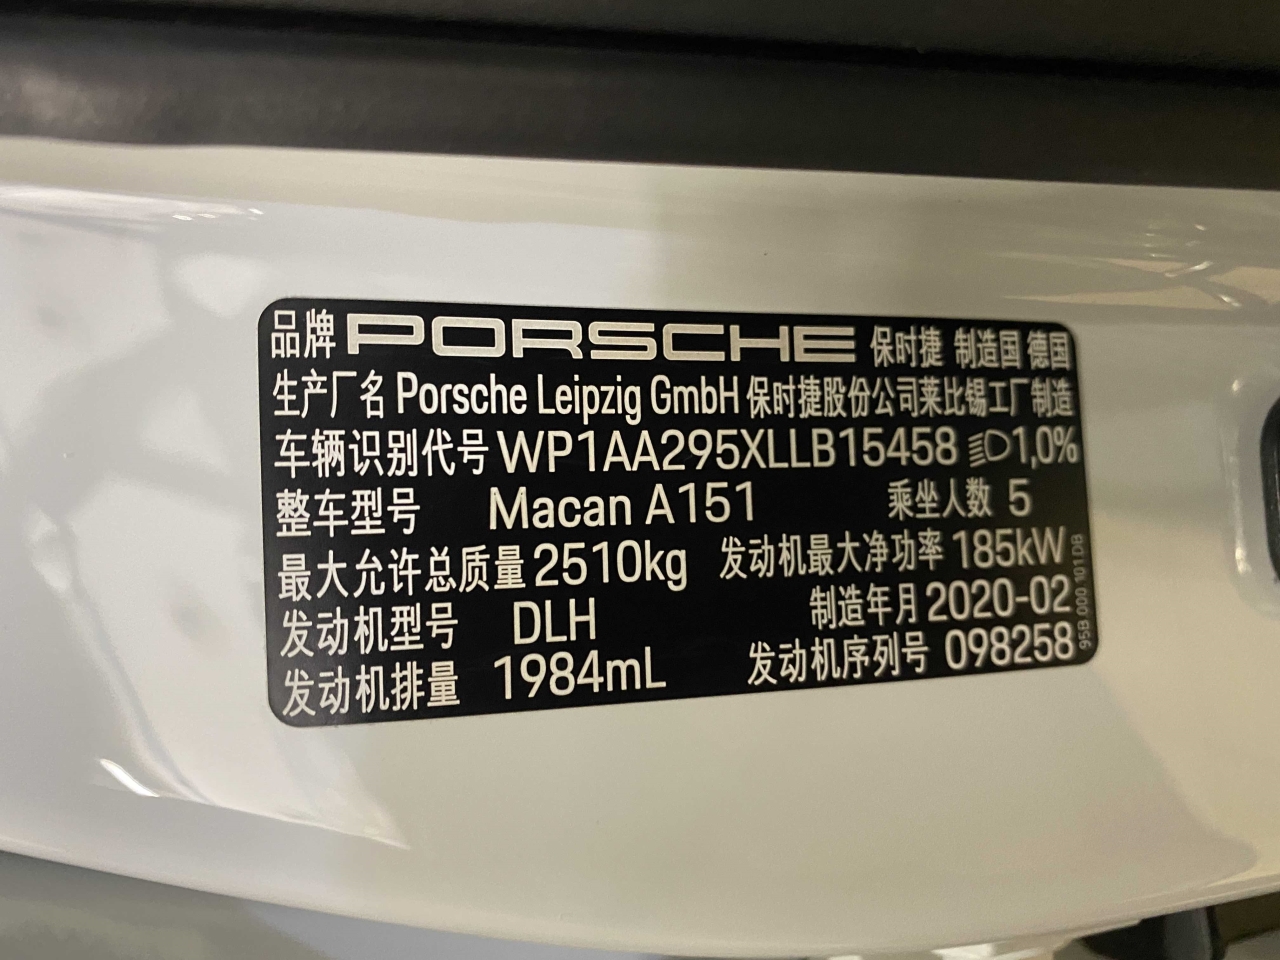 品牌 PORSCHE 保时捷 制造国 德国
生产厂名 Porsche Leipzig GmbH 保时捷股份公司莱比锡工厂制造
车辆识别代号 WP1AA295XLLB15458 1,0%
整车型号 Macan A151 乘坐人数 5
最大允许总质量 2510kg 发动机最大净功率 185kW
发动机型号 DLH 制造年月 2020-02
发动机排量 1984mL 发动机序列号 098258
95B.000.101.DB